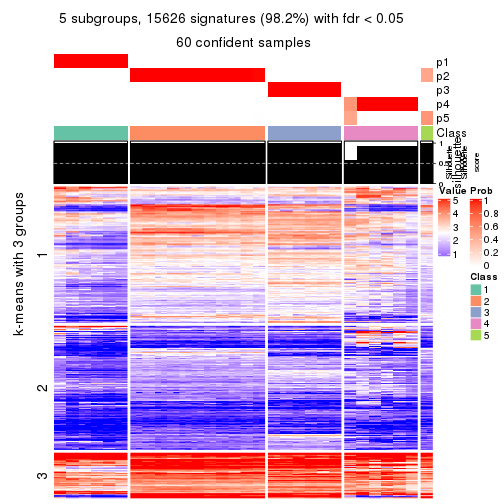 5 subgroups, 15626 signatures (98.2%) with fdr < 0.05
60 confident samples
p1
p2
p3
p4
p5
Class
1
0.5
0
silhouette
score
k-means with 3 groups
1
2
3
Value
5
4
3
2
1
Prob
1
0.8
0.6
0.4
0.2
0
Class
1
2
3
4
5